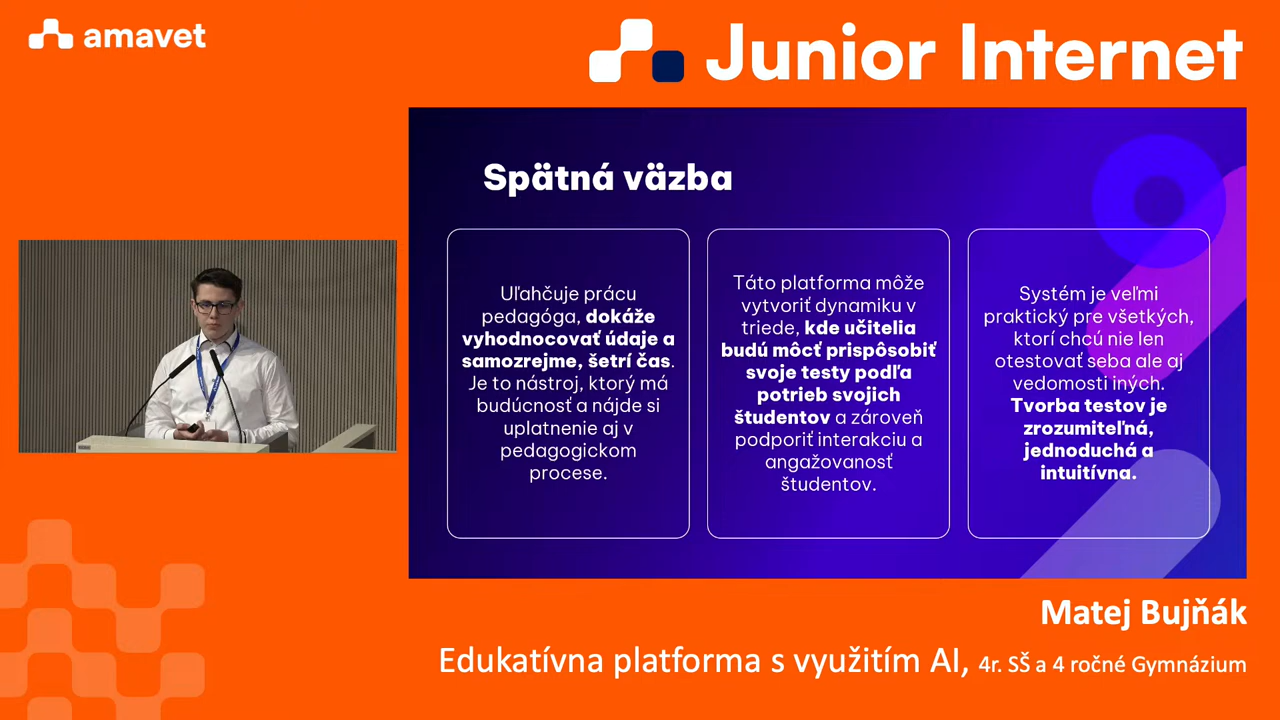 amavet
Junior Internet
Spätná väzba
Uľahčuje prácu
pedagóga, dokáže
vyhodnocovať údaje a
samozrejme, šetrí čas.
Je to nástroj, ktorý má
budúcnosť a nájde si
uplatnenie aj v
pedagogickom
procese.
Táto platforma môže
vytvoriť dynamiku v
triede, kde učitelia
budú môcť prispôsobiť
svoje testy podľa
potrieb svojich
študentov a zároveň
podporiť interakciu a
angažovanosť
študentov.
Systém je veľmi
praktický pre všetkých,
ktorí chcú nie len
otestovať seba ale aj
vedomosti iných.
Tvorba testov je
zrozumiteľná,
jednoduchá a
intuitívna.
Matej Bujňák
Edukatívna platforma s využitím AI, 4r. SŠ a 4 ročné Gymnázium